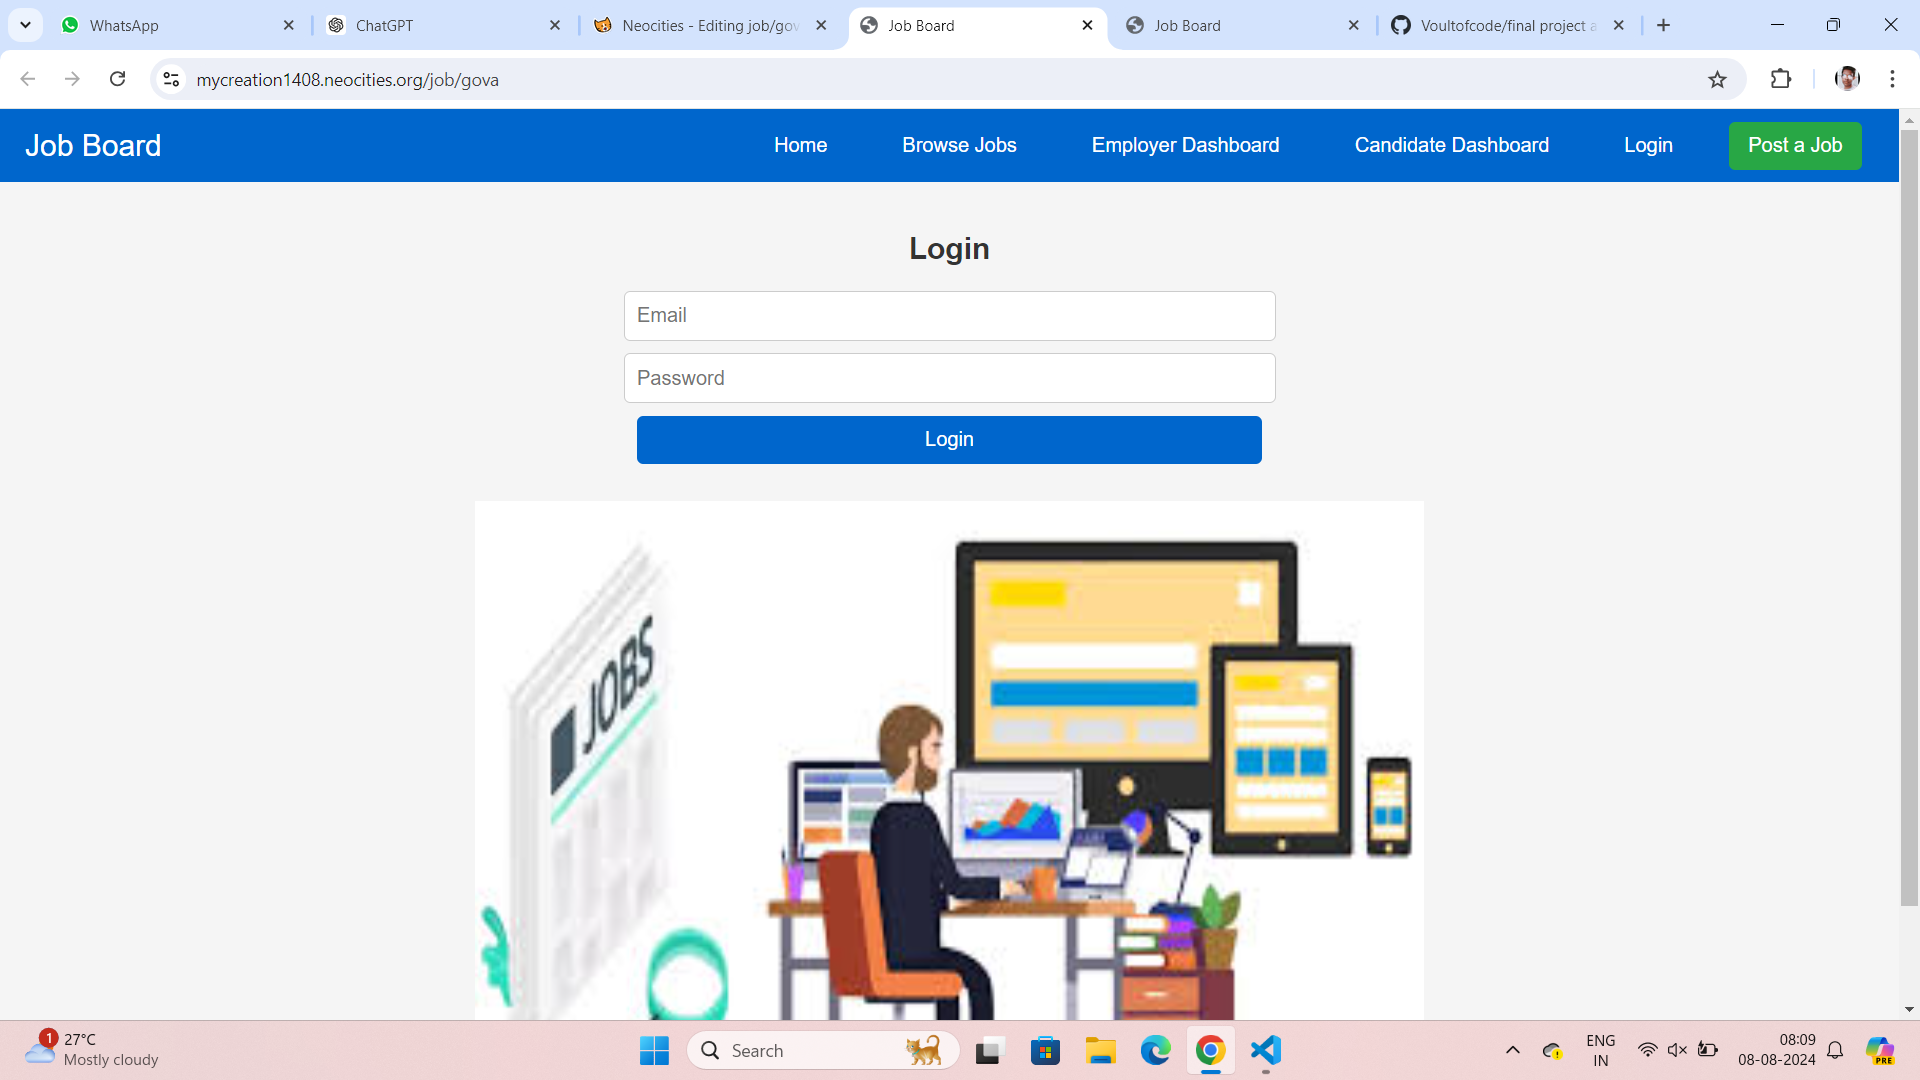 WhatsApp
ChatGPT
Neocities - Editing job/gov
Job Board
Job Board
Voultofcode/final project a
mycreation1408.neocities.org/job/gova
Job Board
Home
Browse Jobs
Employer Dashboard
Candidate Dashboard
Login
Post a Job
Login
Email
Password
Login
JOBS
1
27°C
Mostly cloudy
Search
ENG
IN
08:09
08-08-2024
PRE